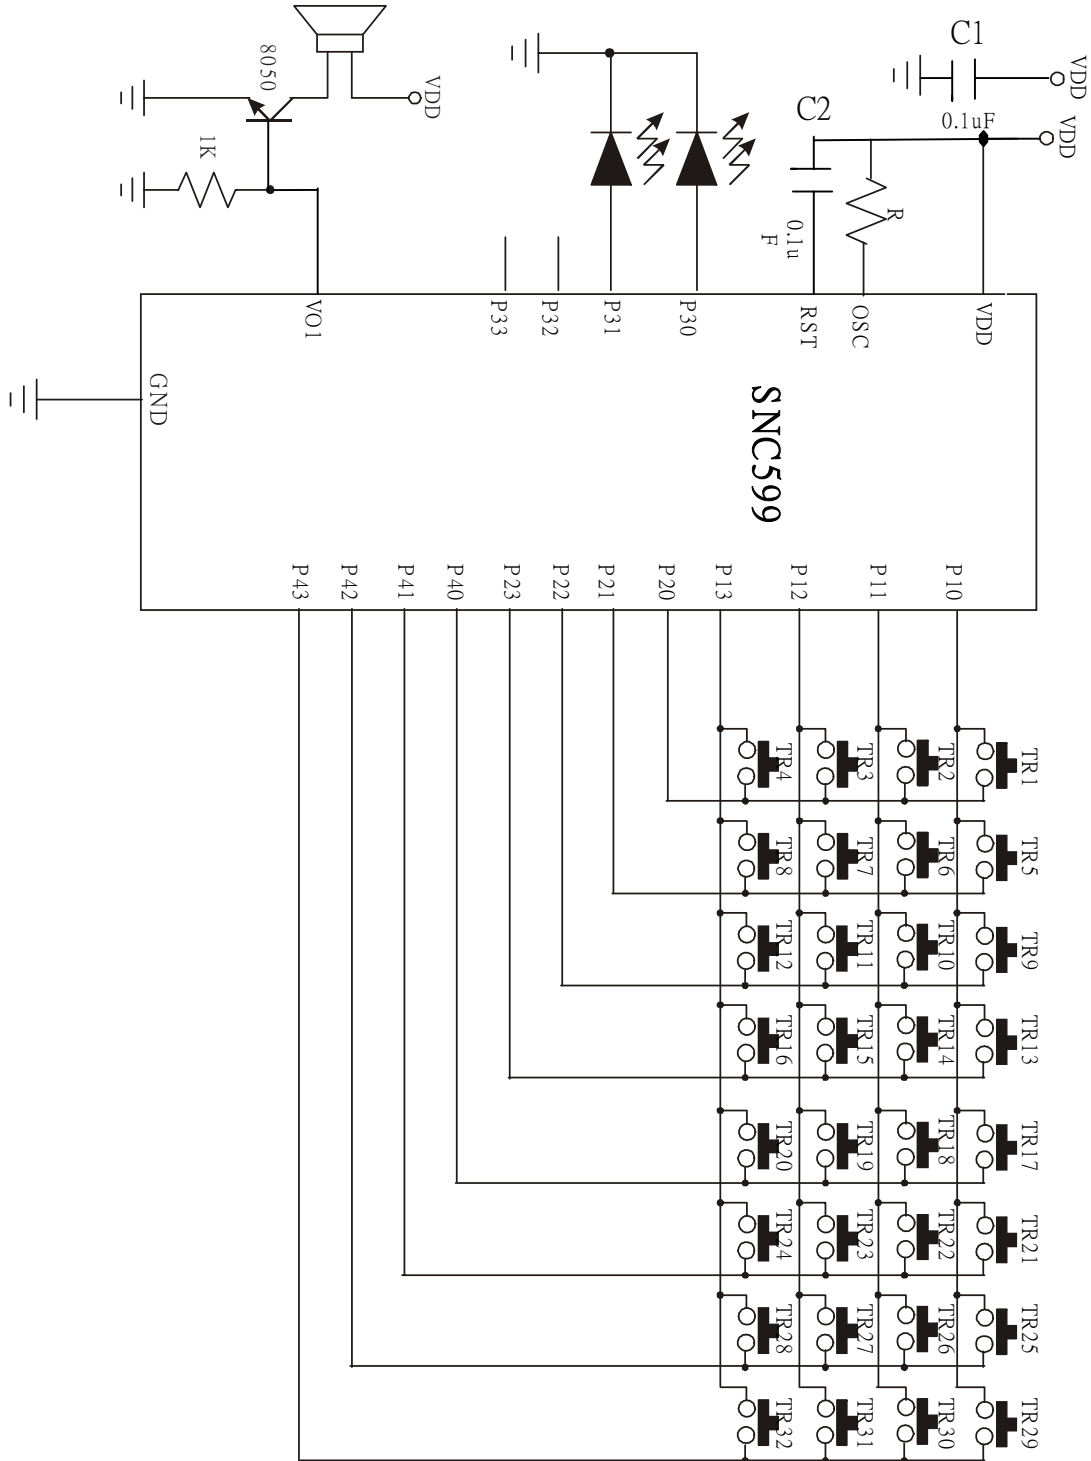 C1
VDD
0.1uF
VDD
C2
0.1u
F
R
8050
VDD
1K
VO1
P33
P32
P31
P30
RST
OSC
VDD
GND
SNC599
P43
P42
P41
P40
P23
P22
P21
P20
P13
P12
P11
P10
TR4
TR3
TR2
TR1
TR8
TR7
TR6
TR5
TR12
TR11
TR10
TR9
TR16
TR15
TR14
TR13
TR20
TR19
TR18
TR17
TR24
TR23
TR22
TR21
TR28
TR27
TR26
TR25
TR32
TR31
TR30
TR29